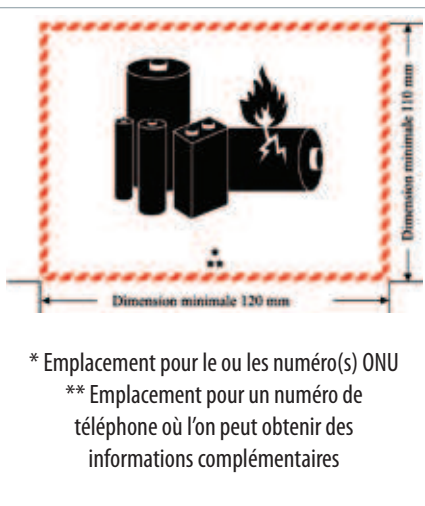 Dimension minimale 110 mm
*
**
Dimension minimale 120 mm
* Emplacement pour le ou les numéro(s) ONU
** Emplacement pour un numéro de
téléphone où l’on peut obtenir des
informations complémentaires